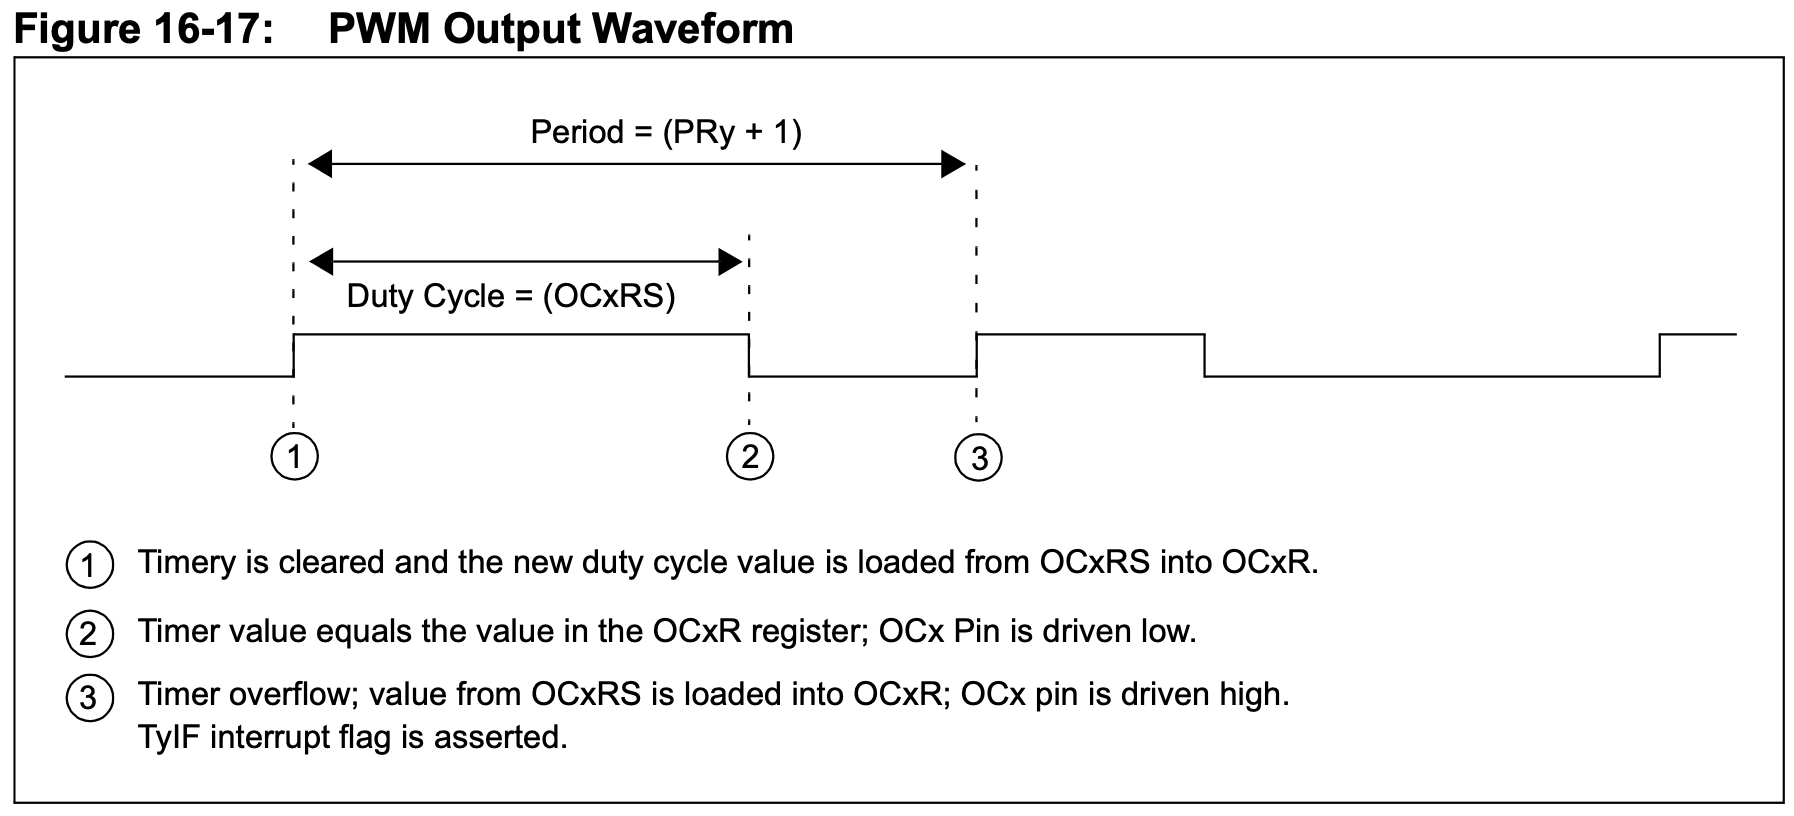 Figure 16-17: PWM Output Waveform
Period = (PRy + 1)
Duty Cycle = (OCxRS)
1 2 3
1 Timery is cleared and the new duty cycle value is loaded from OCxRS into OCxR.
2 Timer value equals the value in the OCxR register; OCx Pin is driven low.
3 Timer overflow; value from OCxRS is loaded into OCxR; OCx pin is driven high.
TyIF interrupt flag is asserted.